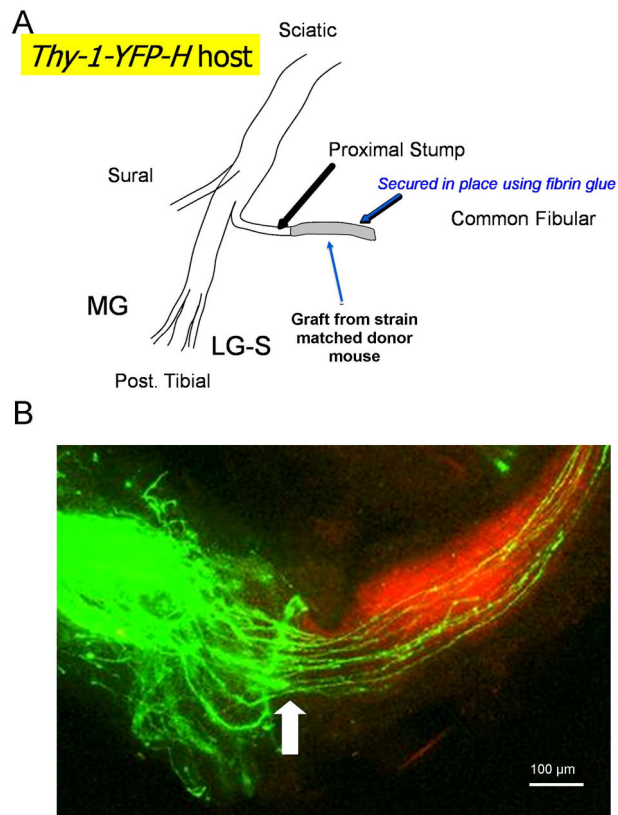 A
Sciatic
Thy-1-YFP-H host
Proximal Stump
Sural
Secured in place using fibrin glue
Common Fibular
MG
Graft from strain
matched donor
mouse
LG-S
Post. Tibial
B
100 µm